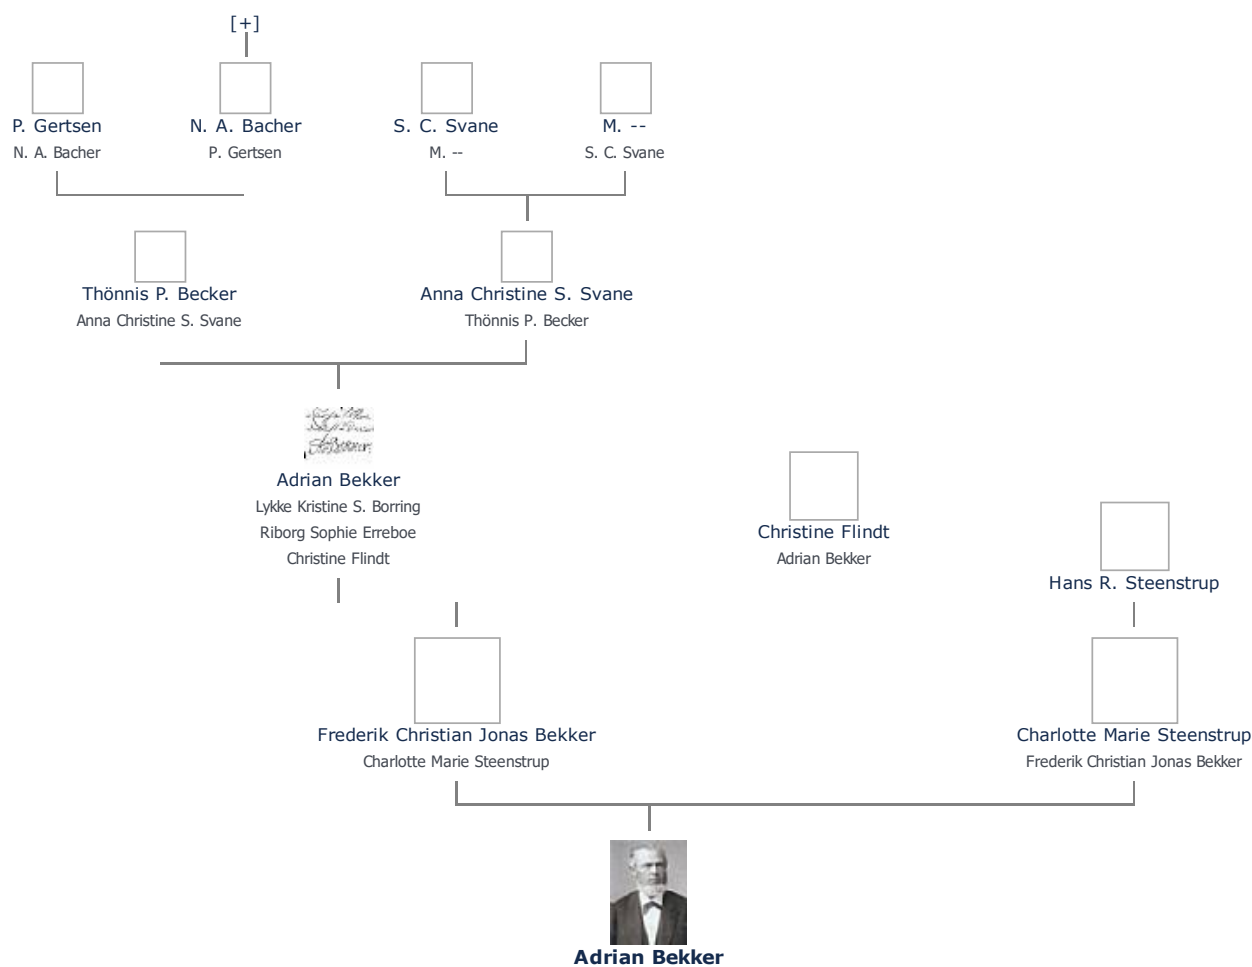 [+]
P. Gertsen
N. A. Bacher
N. A. Bacher
P. Gertsen
S. C. Svane
M. --
M. --
S. C. Svane
Thönnis P. Becker
Anna Christine S. Svane
Anna Christine S. Svane
Thönnis P. Becker
Adrian Bekker
Lykke Kristine S. Borring
Riborg Sophie Erreboe
Christine Flindt
Christine Flindt
Adrian Bekker
Hans R. Steenstrup
Frederik Christian Jonas Bekker
Charlotte Marie Steenstrup
Charlotte Marie Steenstrup
Frederik Christian Jonas Bekker
Adrian Bekker